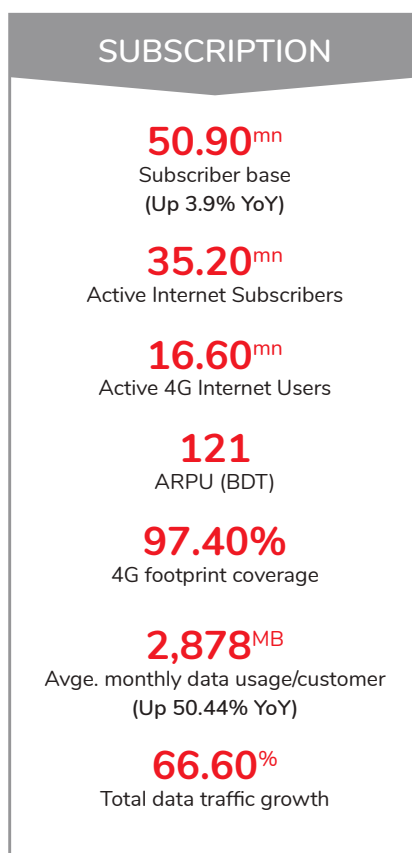 SUBSCRIPTION
50.90mn
Subscriber base
(Up 3.9% YoY)
35.20mn
Active Internet Subscribers
16.60mn
Active 4G Internet Users
121
ARPU (BDT)
97.40%
4G footprint coverage
2,878MB
Avge. monthly data usage/customer
(Up 50.44% YoY)
66.60%
Total data traffic growth